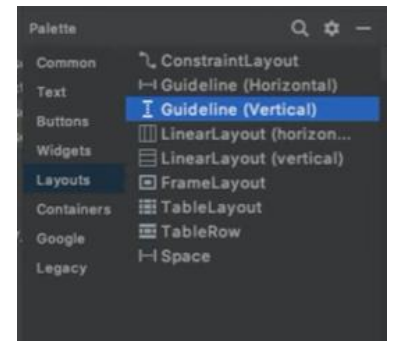 Palette
Common
Text
Buttons
Widgets
Layouts
Containers
Google
Legacy
ConstraintLayout
Guideline (Horizontal)
Guideline (Vertical)
LinearLayout (horizon...
LinearLayout (vertical)
FrameLayout
TableLayout
TableRow
Space